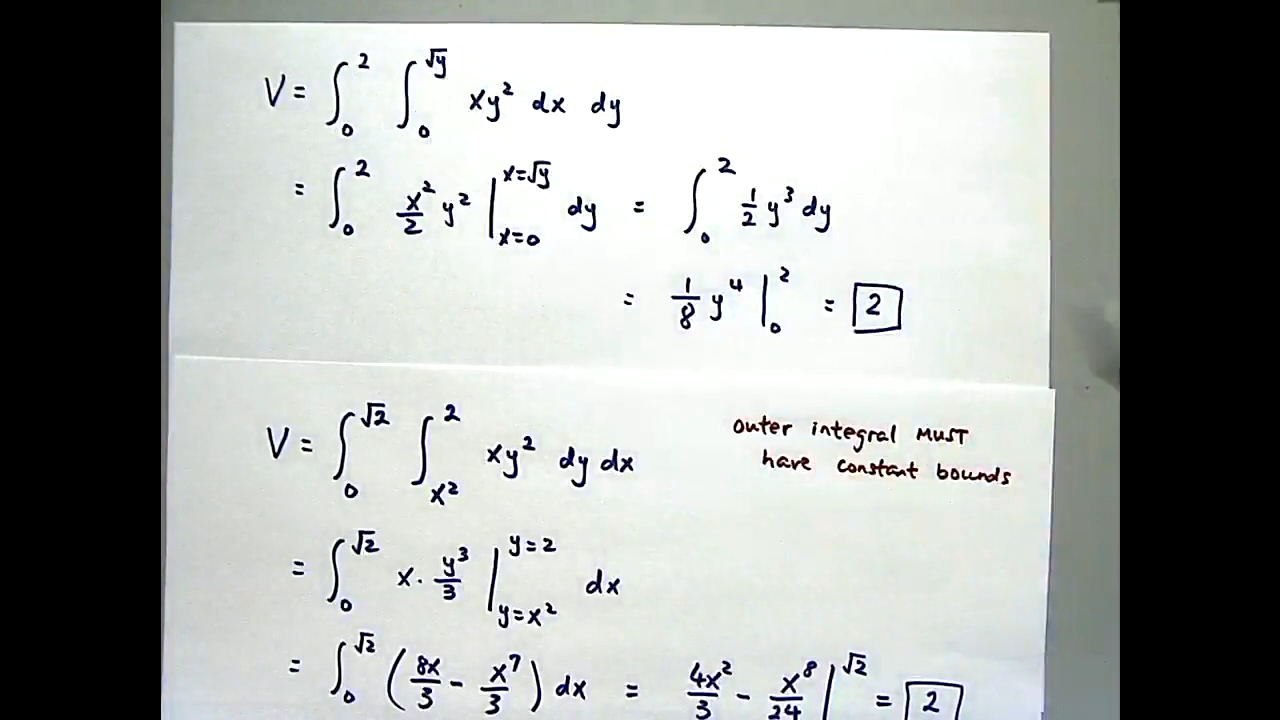 V = ∫₀² ∫₀^√y xy² dx dy
= ∫₀² x²/2 y² |_{x=0}^{x=√y} dy = ∫₀² 1/2 y³ dy
= 1/8 y⁴ |₀² = 2
V = ∫₀^√2 ∫_{x²}^2 xy² dy dx
outer integral MUST
have constant bounds
= ∫₀^√2 x · y³/3 |_{y=x²}^{y=2} dx
= ∫₀^√2 (8x/3 - x⁷/3) dx = 4x²/3 - x⁸/24 |^√2 = 2